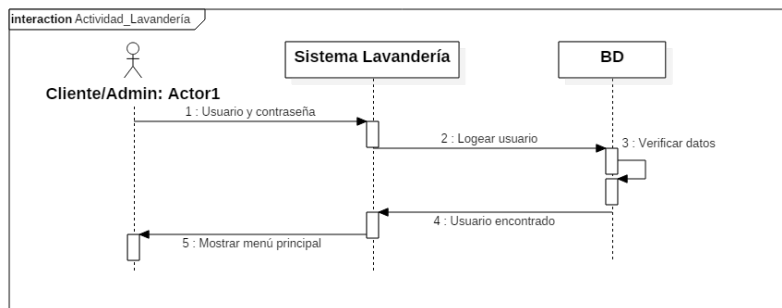 interaction Actividad_Lavandería
Sistema Lavandería
BD
Cliente/Admin: Actor1
1 : Usuario y contraseña
2 : Logear usuario
3 : Verificar datos
4 : Usuario encontrado
5 : Mostrar menú principal